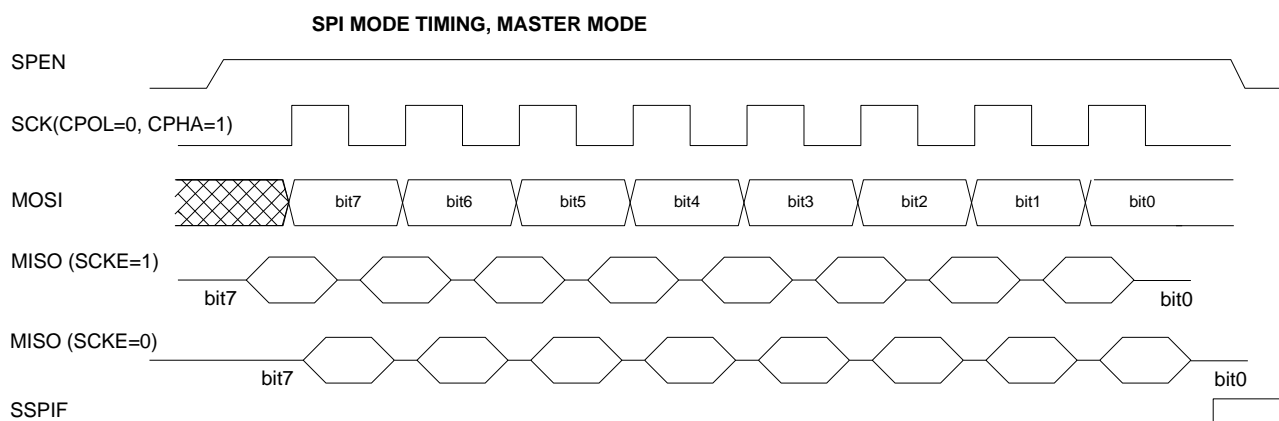 SPI MODE TIMING, MASTER MODE
SPEN
SCK(CPOL=0, CPHA=1)
MOSI
bit7 bit6 bit5 bit4 bit3 bit2 bit1 bit0
MISO (SCKE=1)
bit7 bit0
MISO (SCKE=0)
bit7 bit0
SSPIF